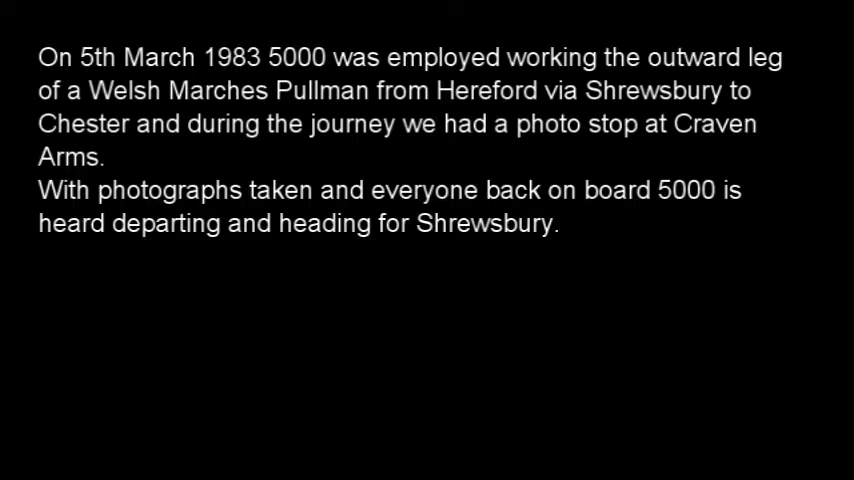 On 5th March 1983 5000 was employed working the outward leg
of a Welsh Marches Pullman from Hereford via Shrewsbury to
Chester and during the journey we had a photo stop at Craven
Arms.
With photographs taken and everyone back on board 5000 is
heard departing and heading for Shrewsbury.